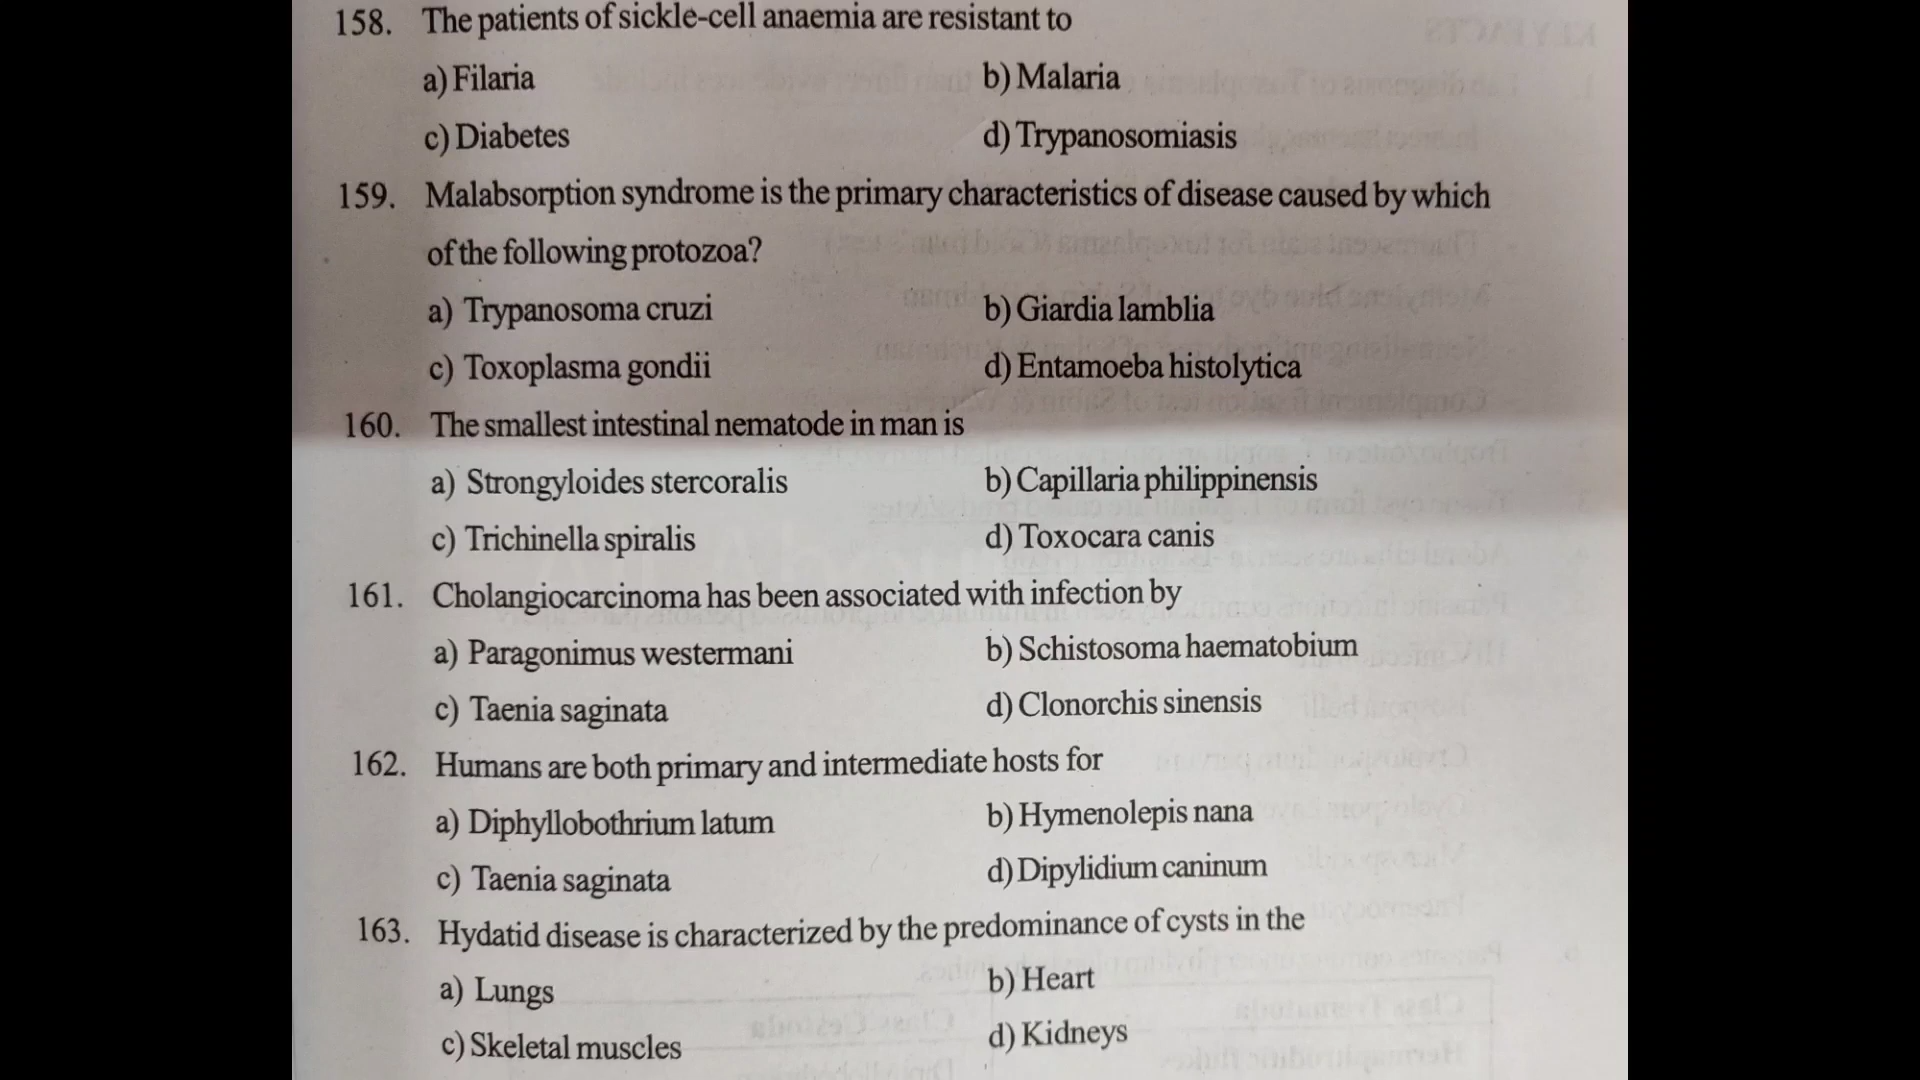 158. The patients of sickle-cell anaemia are resistant to
a) Filaria b) Malaria
c) Diabetes d) Trypanosomiasis
159. Malabsorption syndrome is the primary characteristics of disease caused by which
of the following protozoa?
a) Trypanosoma cruzi b) Giardia lamblia
c) Toxoplasma gondii d) Entamoeba histolytica
160. The smallest intestinal nematode in man is
a) Strongyloides stercoralis b) Capillaria philippinensis
c) Trichinella spiralis d) Toxocara canis
161. Cholangiocarcinoma has been associated with infection by
a) Paragonimus westermani b) Schistosoma haematobium
c) Taenia saginata d) Clonorchis sinensis
162. Humans are both primary and intermediate hosts for
a) Diphyllobothrium latum b) Hymenolepis nana
c) Taenia saginata d) Dipylidium caninum
163. Hydatid disease is characterized by the predominance of cysts in the
a) Lungs b) Heart
c) Skeletal muscles d) Kidneys